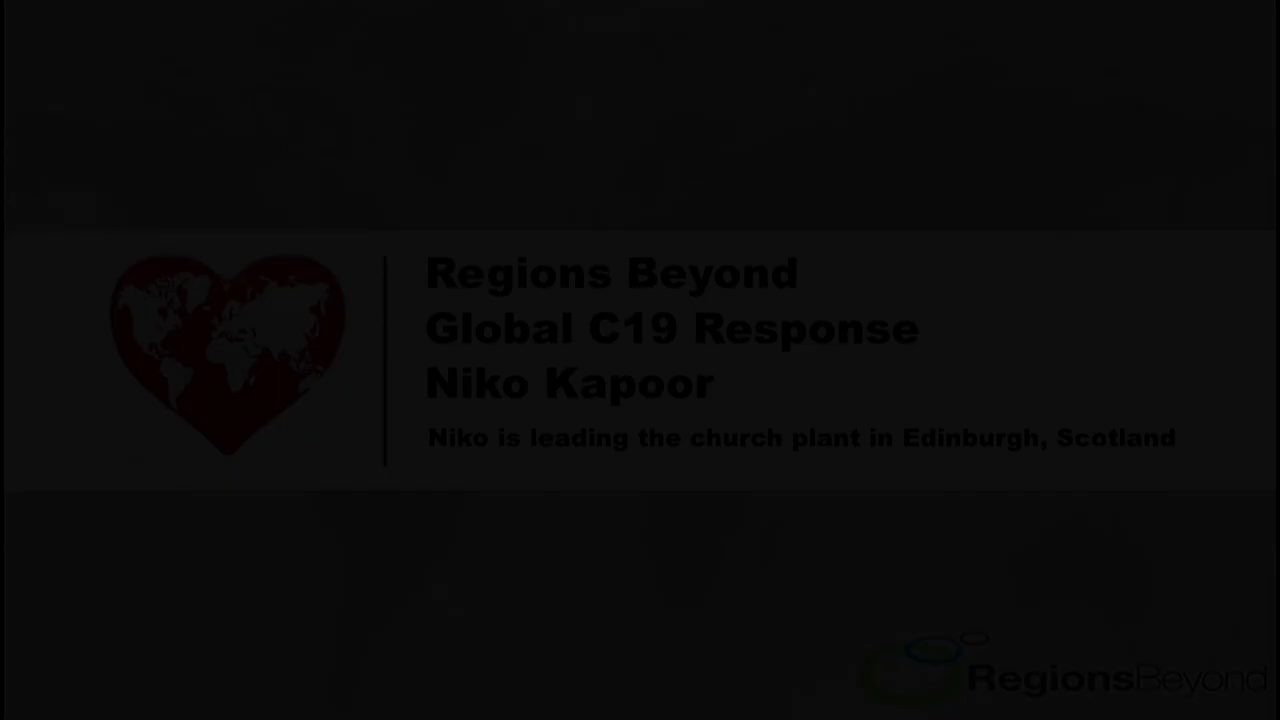 Regions Beyond
Global C19 Response
Niko Kapoor
Niko is leading the church plant in Edinburgh, Scotland
RegionsBeyond